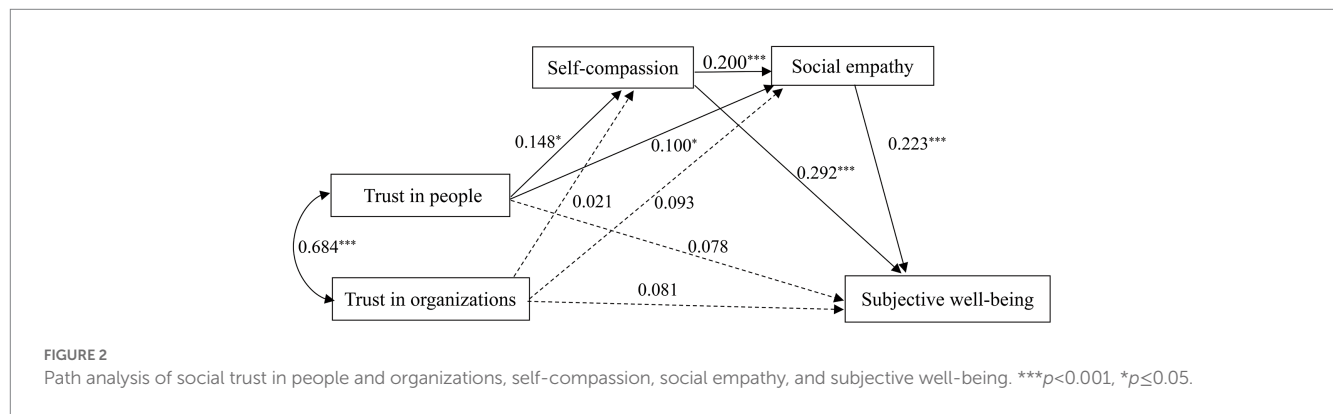 Self-compassion
0.200***
Social empathy
0.148*
0.100*
0.223***
0.292***
Trust in people
0.021
0.093
0.684***
0.078
Trust in organizations
0.081
Subjective well-being
FIGURE 2
Path analysis of social trust in people and organizations, self-compassion, social empathy, and subjective well-being. ***p<0.001, *p≤0.05.